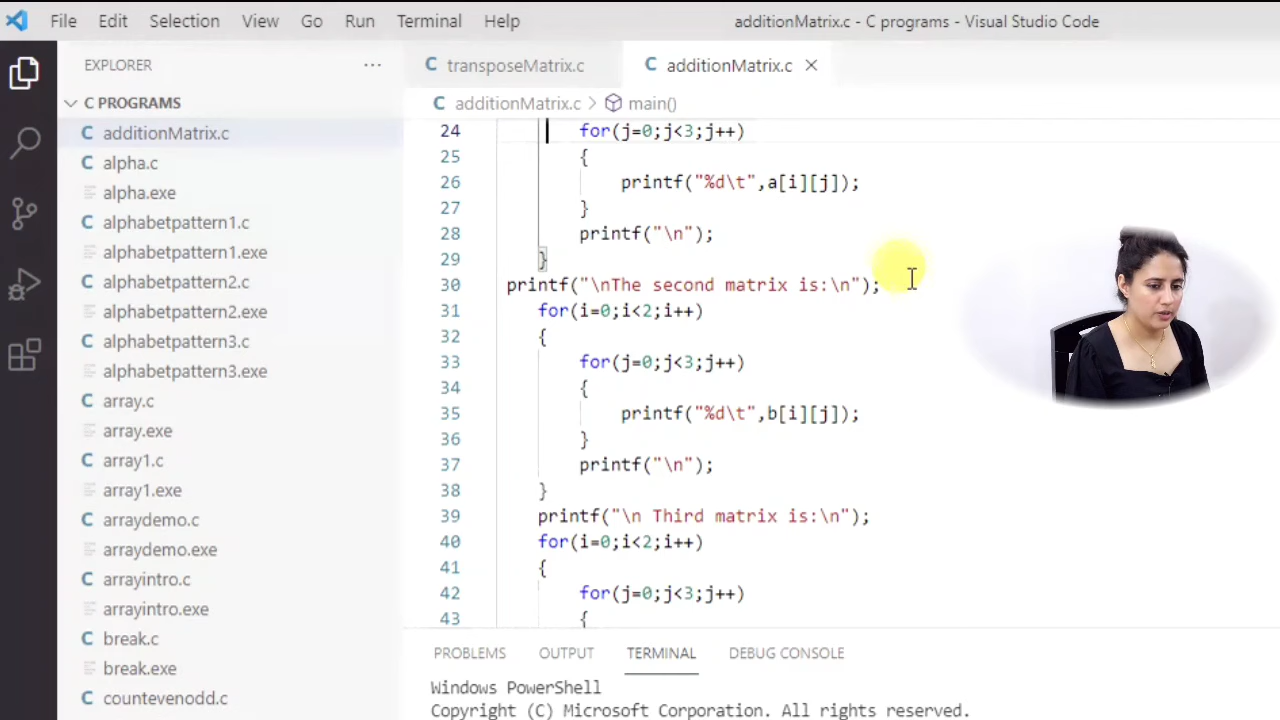 File Edit Selection View Go Run Terminal Help additionMatrix.c - C programs - Visual Studio Code
EXPLORER ···
C PROGRAMS
C additionMatrix.c
C alpha.c
alpha.exe
C alphabetpattern1.c
alphabetpattern1.exe
C alphabetpattern2.c
alphabetpattern2.exe
C alphabetpattern3.c
alphabetpattern3.exe
C array.c
array.exe
C array1.c
array1.exe
C arraydemo.c
arraydemo.exe
C arrayintro.c
arrayintro.exe
C break.c
break.exe
C countevenodd.c
C transposeMatrix.c C additionMatrix.c
C additionMatrix.c > main()
24 for(j=0;j<3;j++)
25 {
26 printf("%d\t",a[i][j]);
27 }
28 printf("\n");
29 }
30 printf("\nThe second matrix is:\n");
31 for(i=0;i<2;i++)
32 {
33 for(j=0;j<3;j++)
34 {
35 printf("%d\t",b[i][j]);
36 }
37 printf("\n");
38 }
39 printf("\n Third matrix is:\n");
40 for(i=0;i<2;i++)
41 {
42 for(j=0;j<3;j++)
43 {
PROBLEMS OUTPUT TERMINAL DEBUG CONSOLE
Windows PowerShell
Copyright (C) Microsoft Corporation. All rights reserved.